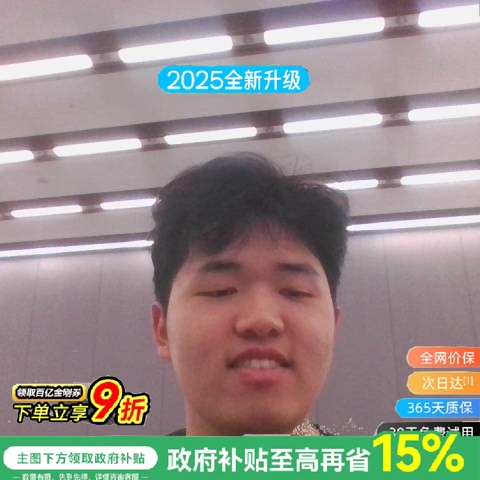 2025全新升级
全网价保
次日达[1]
365天质保
领取百亿金刚券
下单立享9折
主图下方领取政府补贴
政府补贴至高再省15%